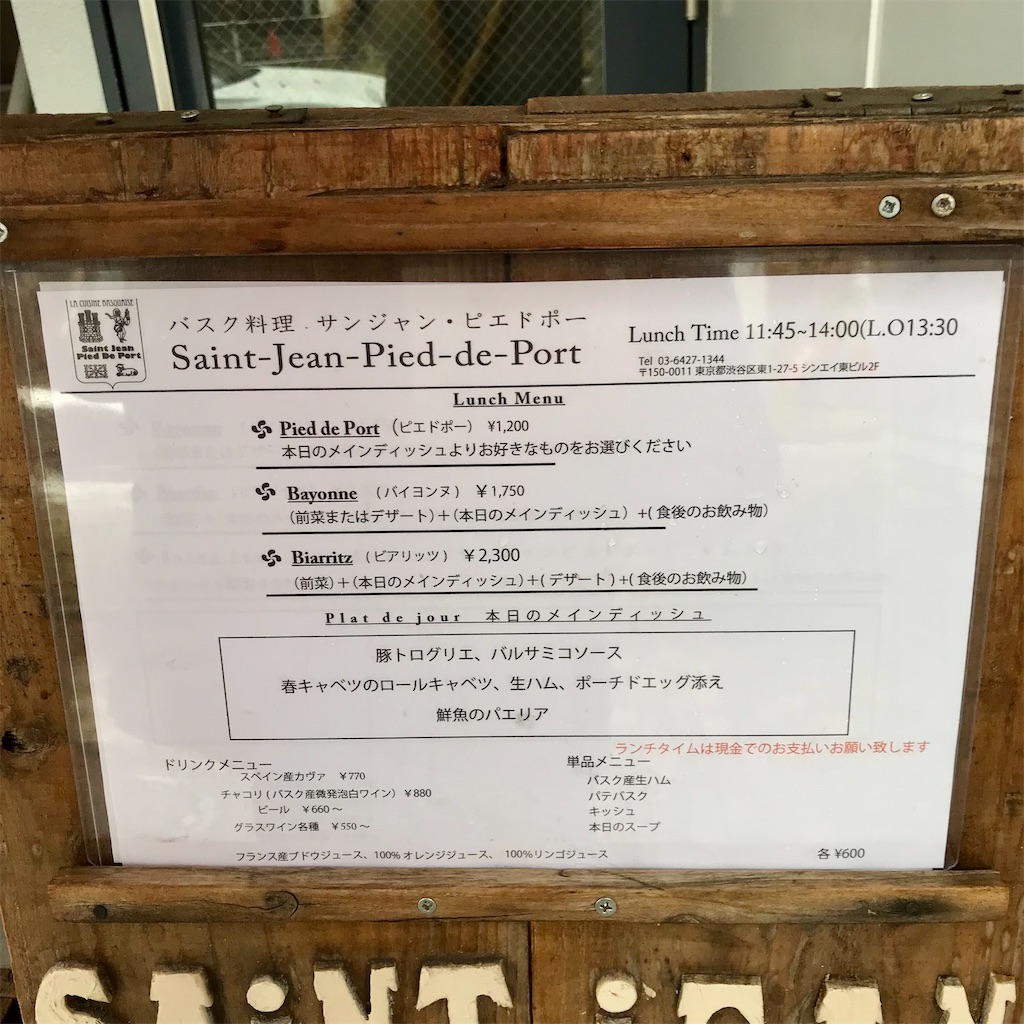 LA CUISINE BASQUAISE
Saint Jean
Pied De Port
バスク料理 . サンジャン・ピエドポー
Saint-Jean-Pied-de-Port
Lunch Time 11:45~14:00(L.O13:30
Tel 03-6427-1344
〒150-0011 東京都渋谷区東1-27-5 シンエイ東ビル2F
Lunch Menu
Pied de Port （ピエドポー） ¥1,200
本日のメインディッシュよりお好きなものをお選びください
Bayonne （バイヨンヌ） ￥1,750
（前菜またはデザート）＋（本日のメインディッシュ） +( 食後のお飲み物）
Biarritz （ビアリッツ） ￥2,300
（前菜）＋（本日のメインディッシュ）＋( デザート ) +( 食後のお飲み物）
Plat de jour 本日のメインディッシュ
豚トログリエ、バルサミコソース
春キャベツのロールキャベツ、生ハム、ポーチドエッグ添え
鮮魚のパエリア
ランチタイムは現金でのお支払いお願い致します
ドリンクメニュー
スペイン産カヴァ ￥770
チャコリ ( バスク産微発泡白ワイン） ￥880
ビール ￥660 〜
グラスワイン各種 ￥550 〜
フランス産ブドウジュース、100% オレンジジュース、 100%リンゴジュース
単品メニュー
バスク産生ハム
パテバスク
キッシュ
本日のスープ
各 ¥600
SAiNT JEAN